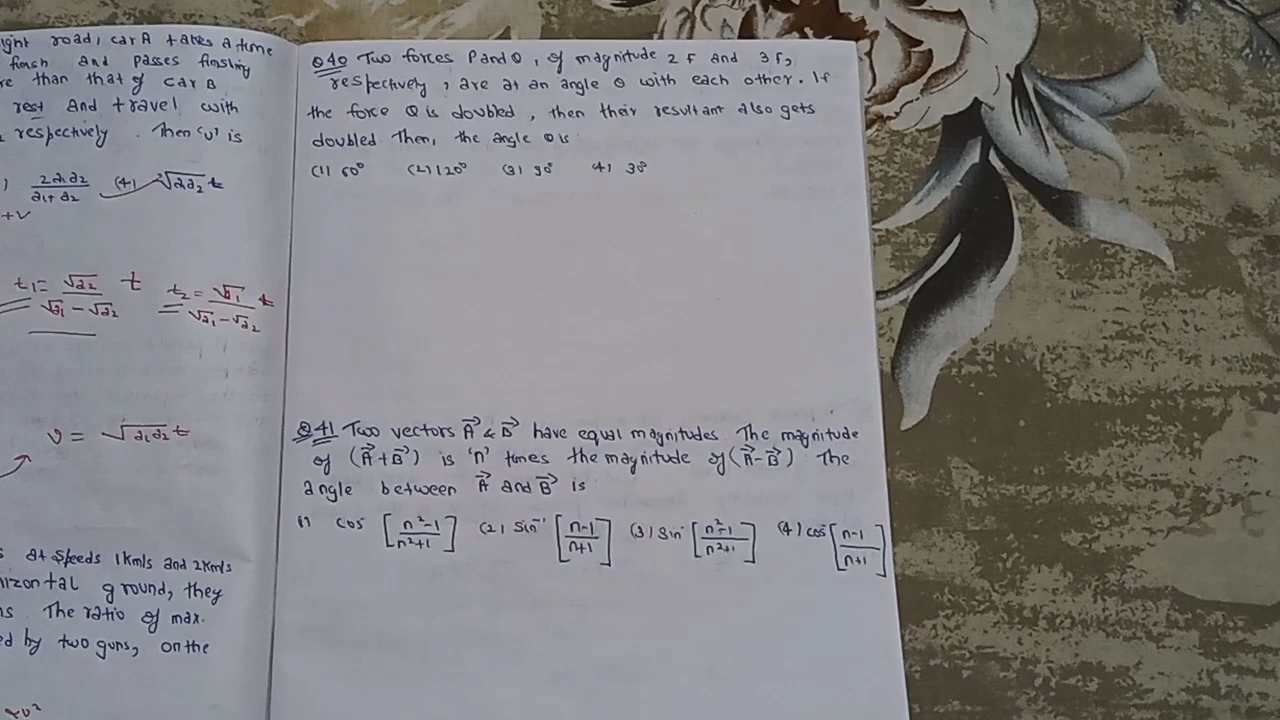 ight road, car A takes a time
finish and passes finishing
re than that of car B
rest and travel with
respectively. Then 'v' is
) 2a1a2/a1+a2 (4) √a1a2 t
+v
t1 = √a2/√a1 - √a2 t t2 = √a1/√a1 - √a2 t
v = √a1a2 t
s at speeds 1km/s and 2km/s
rizontal ground, they
ns. The ratio of max.
ed by two guns, on the
Q40 Two forces P and Q, of magnitude 2F and 3F,
respectively, are at an angle θ with each other. If
the force Q is doubled, then their resultant also gets
doubled Then, the angle θ is:
(1) 60° (2) 120° (3) 90° (4) 30°
Q41 Two vectors A⃗ & B⃗ have equal magnitudes. The magnitude
of (A⃗+B⃗) is 'n' times the magnitude of (A⃗-B⃗) The
angle between A⃗ and B⃗ is
(1) cos⁻ [n²-1/n²+1] (2) sin⁻¹ [n-1/n+1] (3) sin⁻ [n²-1/n²+1] (4) cos⁻ [n-1/n+1]